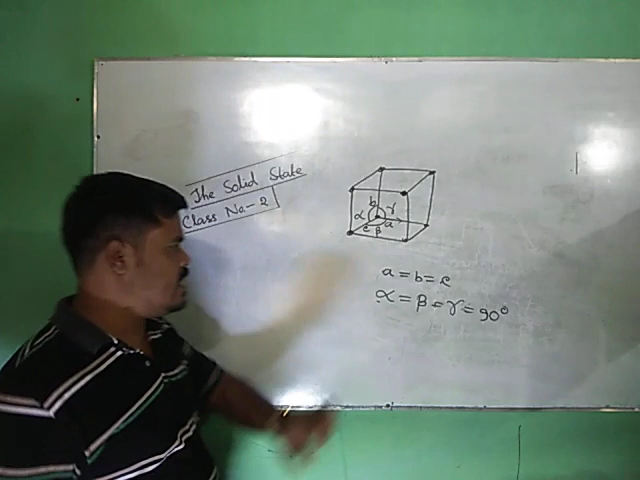 The Solid State
Class No-2
b
α γ
a
c β
a = b = c
α = β = γ = 90°